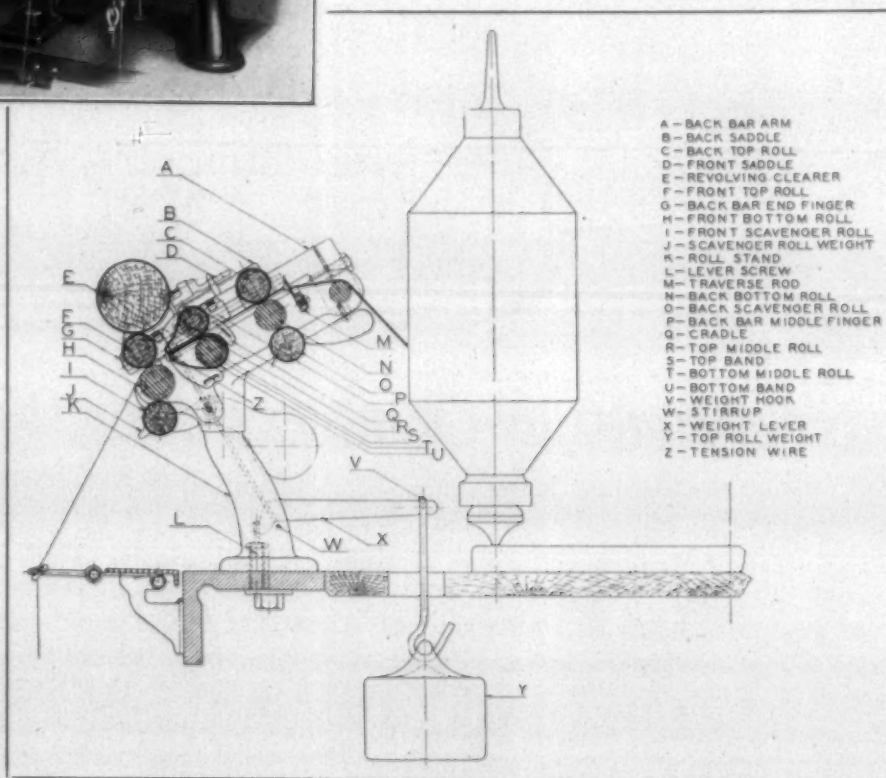 A – BACK BAR ARM
B – BACK SADDLE
C – BACK TOP ROLL
D – FRONT SADDLE
E – REVOLVING CLEARER
F – FRONT TOP ROLL
G – BACK BAR END FINGER
H – FRONT BOTTOM ROLL
I – FRONT SCAVENGER ROLL
J – SCAVENGER ROLL WEIGHT
K – ROLL STAND
L – LEVER SCREW
M – TRAVERSE ROD
N – BACK BOTTOM ROLL
O – BACK SCAVENGER ROLL
P – BACK BAR MIDDLE FINGER
Q – CRADLE
R – TOP MIDDLE ROLL
S – TOP BAND
T – BOTTOM MIDDLE ROLL
U – BOTTOM BAND
V – WEIGHT HOOK
W – STIRRUP
X – WEIGHT LEVER
Y – TOP ROLL WEIGHT
Z – TENSION WIRE
A
B
C
D
E
F
G
H
I
J
K
Z
M
N
O
P
Q
R
S
T
U
V
L
W
X
Y